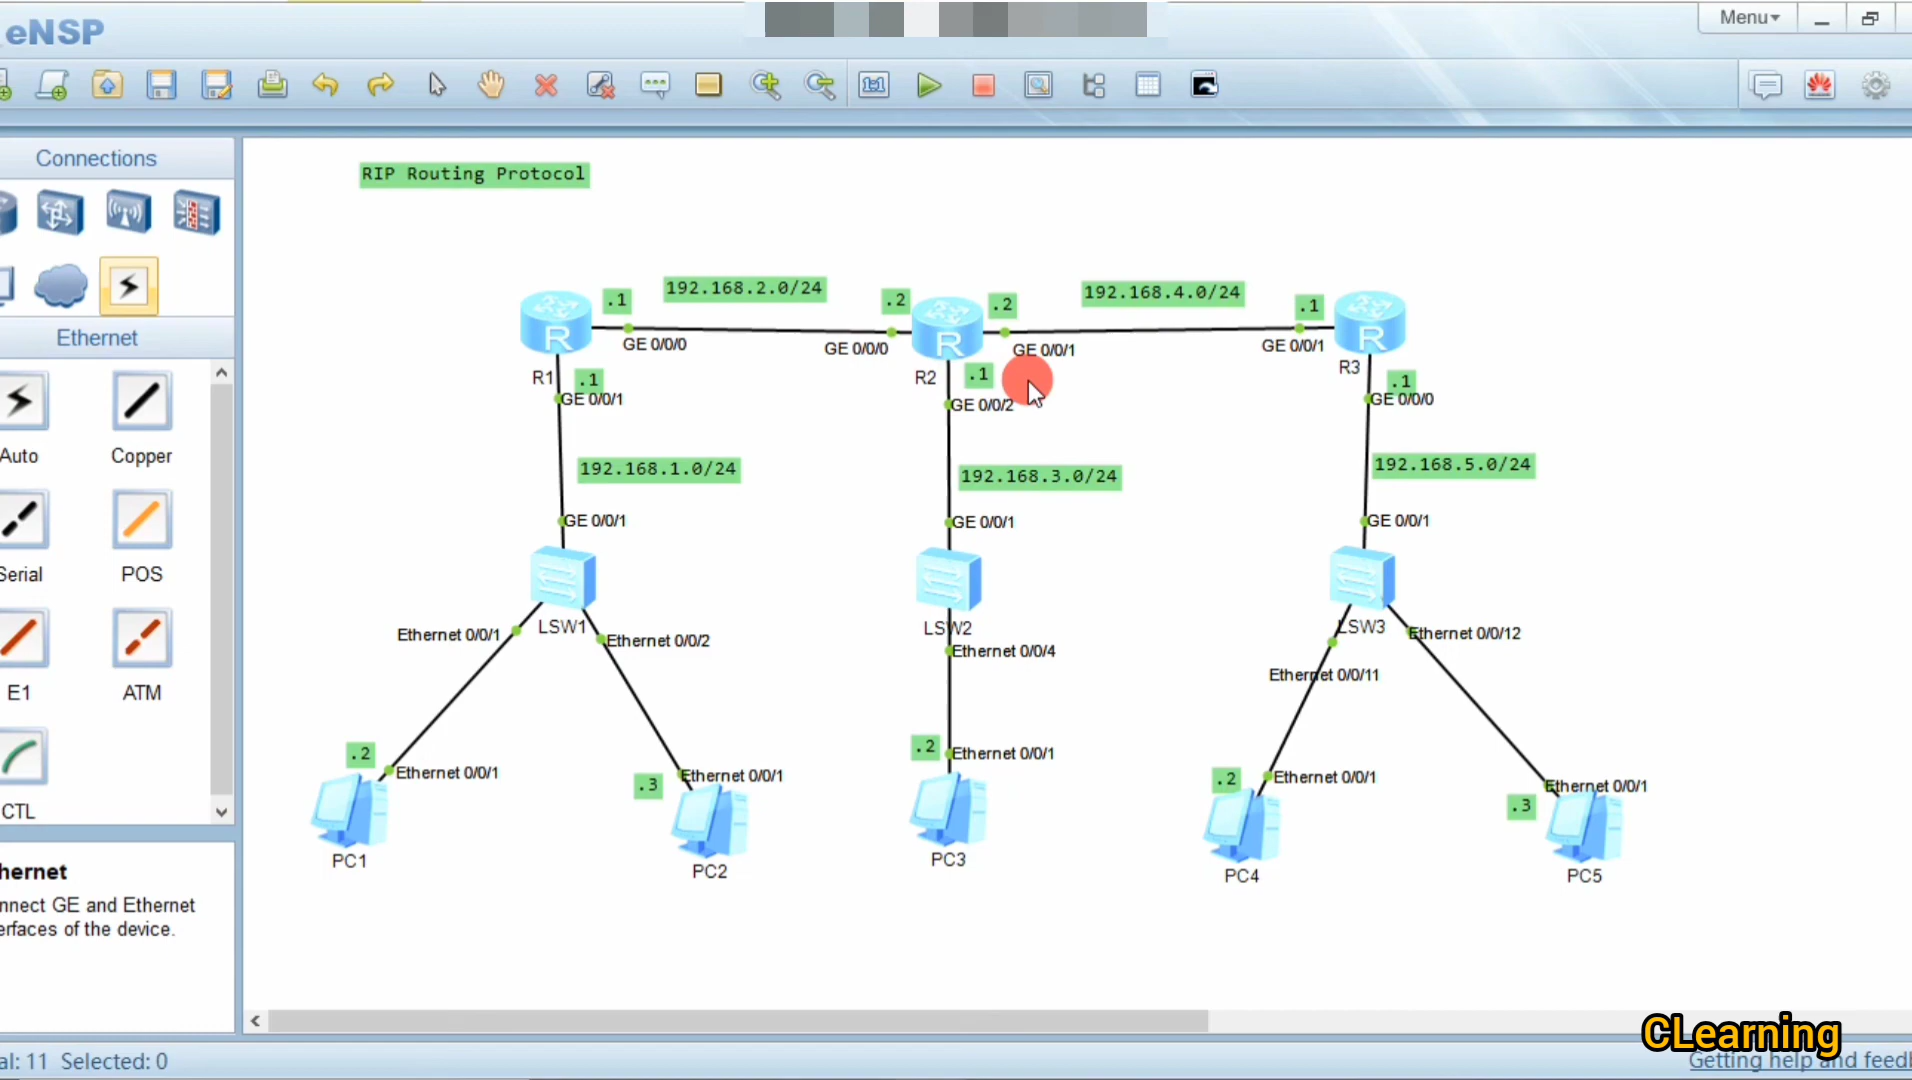 eNSP
Menu
1:1
Connections
RIP Routing Protocol
Ethernet
.1
192.168.2.0/24
.2
.2
192.168.4.0/24
.1
R
R
R
GE 0/0/0
GE 0/0/0
GE 0/0/1
GE 0/0/1
R1
.1
R2
.1
R3
.1
GE 0/0/1
GE 0/0/2
GE 0/0/0
Auto
Copper
192.168.1.0/24
192.168.3.0/24
192.168.5.0/24
GE 0/0/1
GE 0/0/1
GE 0/0/1
Serial
POS
LSW1
LSW2
LSW3
Ethernet 0/0/1
Ethernet 0/0/2
Ethernet 0/0/4
Ethernet 0/0/12
Ethernet 0/0/11
E1
ATM
.2
Ethernet 0/0/1
.3
Ethernet 0/0/1
.2
Ethernet 0/0/1
.2
Ethernet 0/0/1
.3
Ethernet 0/0/1
CTL
PC1
PC2
PC3
PC4
PC5
hernet
nnect GE and Ethernet
erfaces of the device.
CLearning
al: 11 Selected: 0
Getting help and feedb